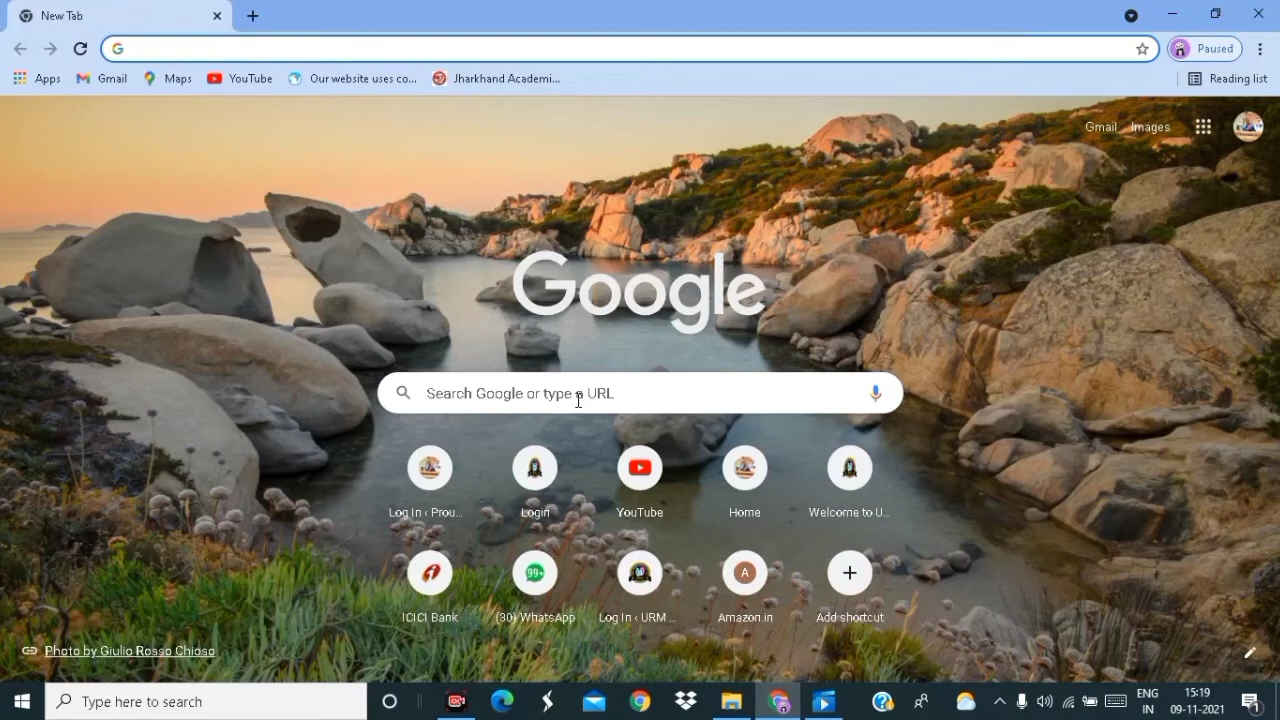 New Tab
Paused
Apps
Gmail
Maps
YouTube
Our website uses co...
Jharkhand Academi...
Reading list
Gmail
Images
Google
Search Google or type a URL
Log In ‹ Prou...
Login
YouTube
Home
Welcome to U...
99+
A
ICICI Bank
(30) WhatsApp
Log In ‹ URM ...
Amazon.in
Add shortcut
Photo by Giulio Rosso Chioso
Type here to search
ENG
IN
15:19
09-11-2021
1